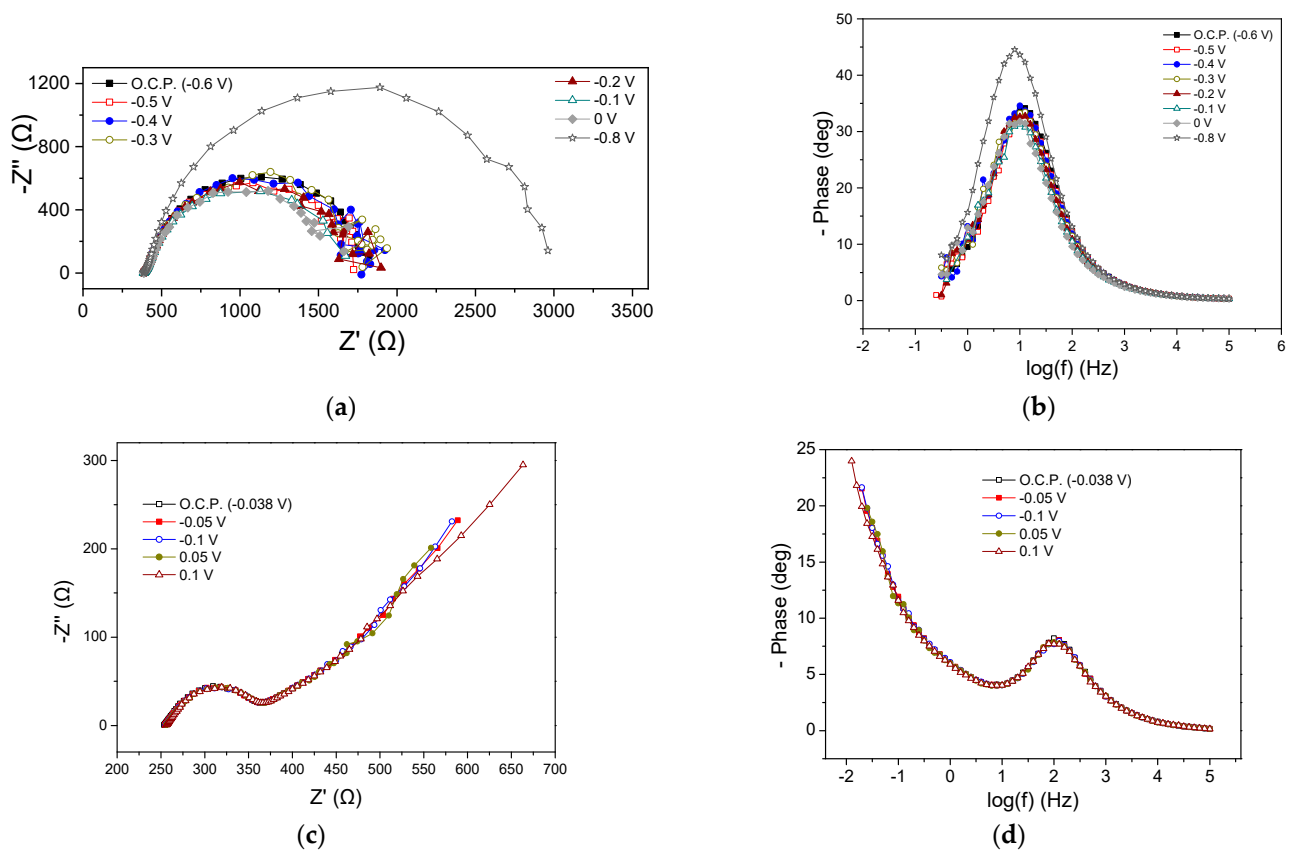 O.C.P. (-0.6 V)
-0.5 V
-0.4 V
-0.3 V
-0.2 V
-0.1 V
0 V
-0.8 V
1200
800
400
0
-Z'' (Ω)
0 500 1000 1500 2000 2500 3000 3500
Z' (Ω)
(a)
O.C.P. (-0.6 V)
-0.5 V
-0.4 V
-0.3 V
-0.2 V
-0.1 V
0 V
-0.8 V
50
40
30
20
10
0
- Phase (deg)
-2 -1 0 1 2 3 4 5 6
log(f) (Hz)
(b)
O.C.P. (-0.038 V)
-0.05 V
-0.1 V
0.05 V
0.1 V
300
200
100
0
-Z'' (Ω)
200 250 300 350 400 450 500 550 600 650 700
Z' (Ω)
(c)
O.C.P. (-0.038 V)
-0.05 V
-0.1 V
0.05 V
0.1 V
25
20
15
10
5
0
- Phase (deg)
-2 -1 0 1 2 3 4 5
log(f) (Hz)
(d)